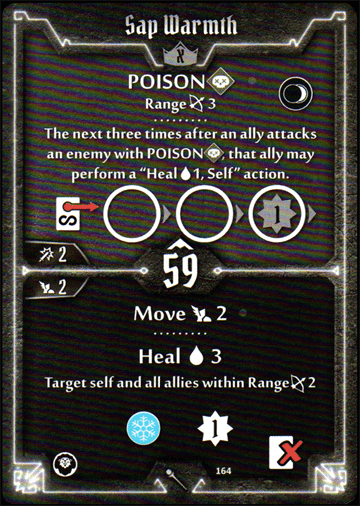 Sap Warmth
X
POISON
Range 3
The next three times after an ally attacks
an enemy with POISON, that ally may
perform a "Heal 1, Self" action.
S
1
2
59
2
Move 2
Heal 3
Target self and all allies within Range 2
1
164